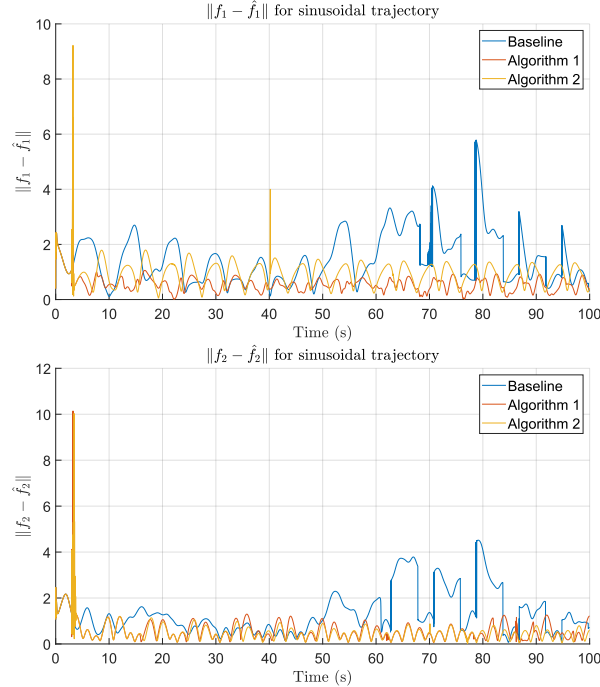 ‖f₁ − f̂₁‖ for sinusoidal trajectory
Baseline
Algorithm 1
Algorithm 2
‖f₁ − f̂₁‖
10
8
6
4
2
0
0 10 20 30 40 50 60 70 80 90 100
Time (s)
‖f₂ − f̂₂‖ for sinusoidal trajectory
Baseline
Algorithm 1
Algorithm 2
‖f₂ − f̂₂‖
12
10
8
6
4
2
0
0 10 20 30 40 50 60 70 80 90 100
Time (s)